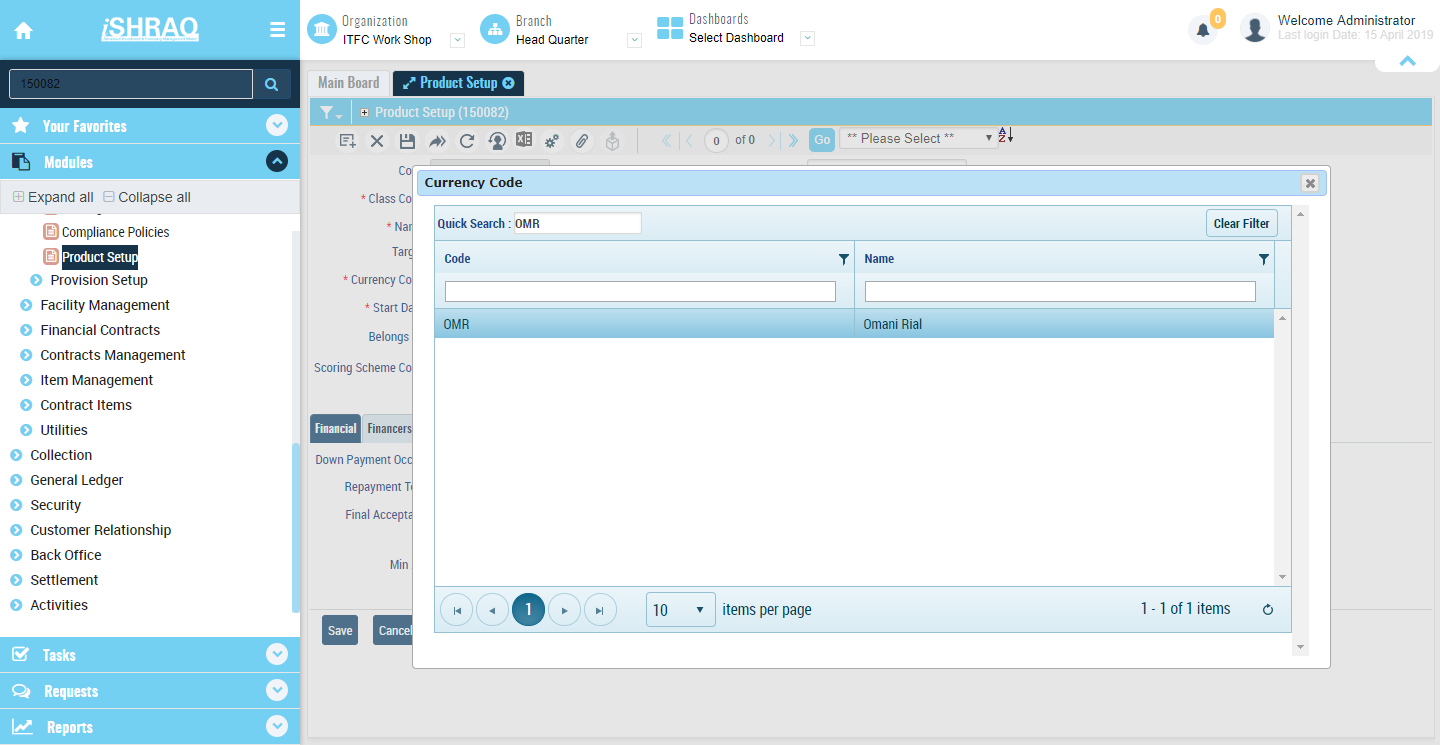 iSHRAQ
Organization
ITFC Work Shop
Branch
Head Quarter
Dashboards
Select Dashboard
0
Welcome Administrator
Last login Date: 15 April 2019
150082
Main Board
Product Setup
Your Favorites
Product Setup (150082)
Modules
0
of 0
Go
** Please Select **
Expand all
Collapse all
Compliance Policies
Product Setup
Provision Setup
Facility Management
Financial Contracts
Contracts Management
Item Management
Contract Items
Utilities
Collection
General Ledger
Security
Customer Relationship
Back Office
Settlement
Activities
Tasks
Requests
Reports
Co
* Class Co
* Nar
Targ
* Currency Co
* Start Da
Belongs
Scoring Scheme Co
Financial
Financers
Down Payment Occ
Repayment Te
Final Accepta
Min
Save
Cancel
Currency Code
Quick Search : OMR
Clear Filter
Code
Name
OMR
Omani Rial
1
10
items per page
1 - 1 of 1 items